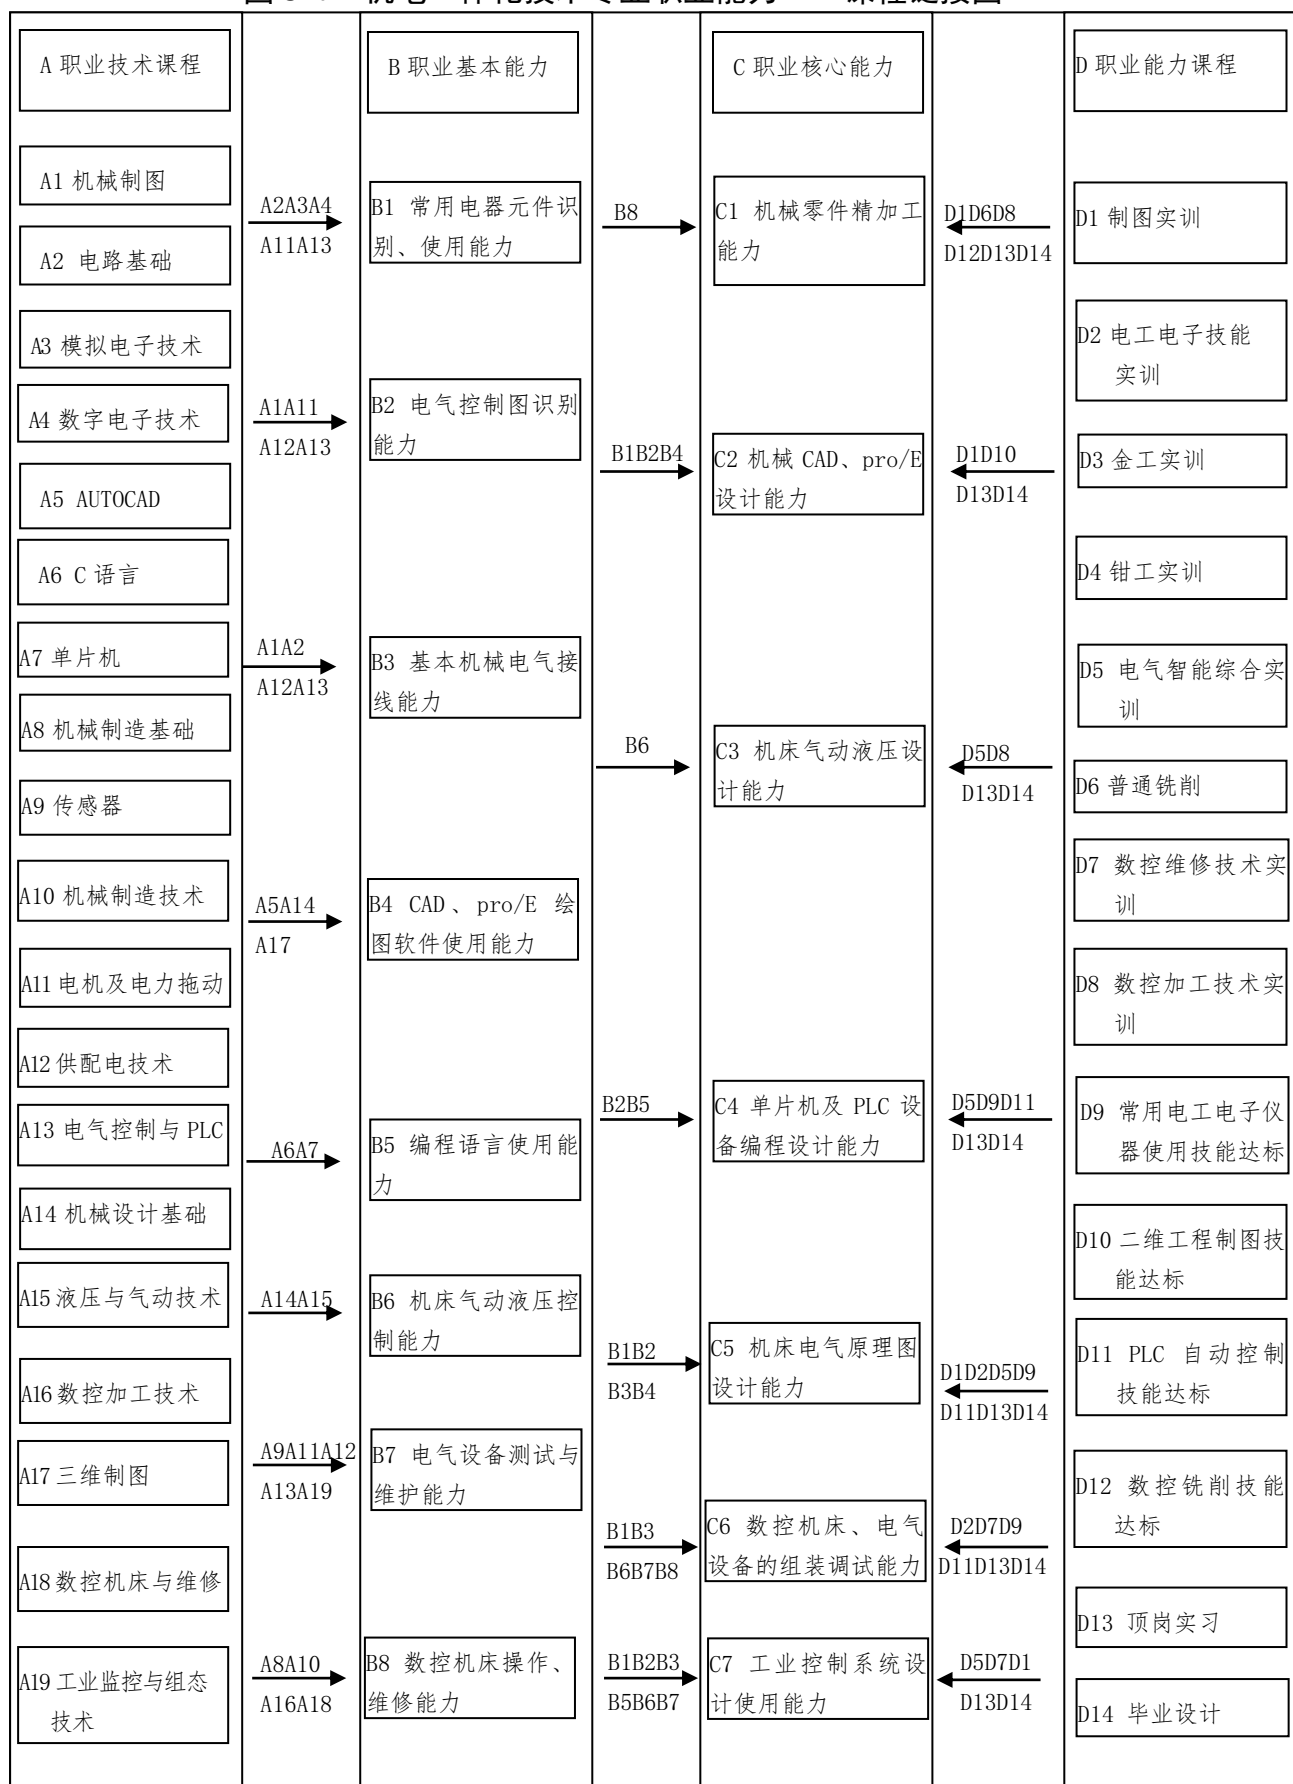 A 职业技术课程
B 职业基本能力
C 职业核心能力
D 职业能力课程
A1 机械制图
A2 电路基础
A3 模拟电子技术
A4 数字电子技术
A5 AUTOCAD
A6 C 语言
A7 单片机
A8 机械制造基础
A9 传感器
A10 机械制造技术
A11 电机及电力拖动
A12 供配电技术
A13 电气控制与 PLC
A14 机械设计基础
A15 液压与气动技术
A16 数控加工技术
A17 三维制图
A18 数控机床与维修
A19 工业监控与组态
技术
A2A3A4
A11A13
A1A11
A12A13
A1A2
A12A13
A5A14
A17
A6A7
A14A15
A9A11A12
A13A19
A8A10
A16A18
B1 常用电器元件识
别、使用能力
B2 电气控制图识别
能力
B3 基本机械电气接
线能力
B4 CAD、pro/E 绘
图软件使用能力
B5 编程语言使用能
力
B6 机床气动液压控
制能力
B7 电气设备测试与
维护能力
B8 数控机床操作、
维修能力
B8
B1B2B4
B6
B2B5
B1B2
B3B4
B1B3
B6B7B8
B1B2B3
B5B6B7
C1 机械零件精加工
能力
C2 机械 CAD、pro/E
设计能力
C3 机床气动液压设
计能力
C4 单片机及 PLC 设
备编程设计能力
C5 机床电气原理图
设计能力
C6 数控机床、电气
设备的组装调试能力
C7 工业控制系统设
计使用能力
D1D6D8
D12D13D14
D1D10
D13D14
D5D8
D13D14
D5D9D11
D13D14
D1D2D5D9
D11D13D14
D2D7D9
D11D13D14
D5D7D1
D13D14
D1 制图实训
D2 电工电子技能
实训
D3 金工实训
D4 钳工实训
D5 电气智能综合实
训
D6 普通铣削
D7 数控维修技术实
训
D8 数控加工技术实
训
D9 常用电工电子仪
器使用技能达标
D10 二维工程制图技
能达标
D11 PLC 自动控制
技能达标
D12 数控铣削技能
达标
D13 顶岗实习
D14 毕业设计